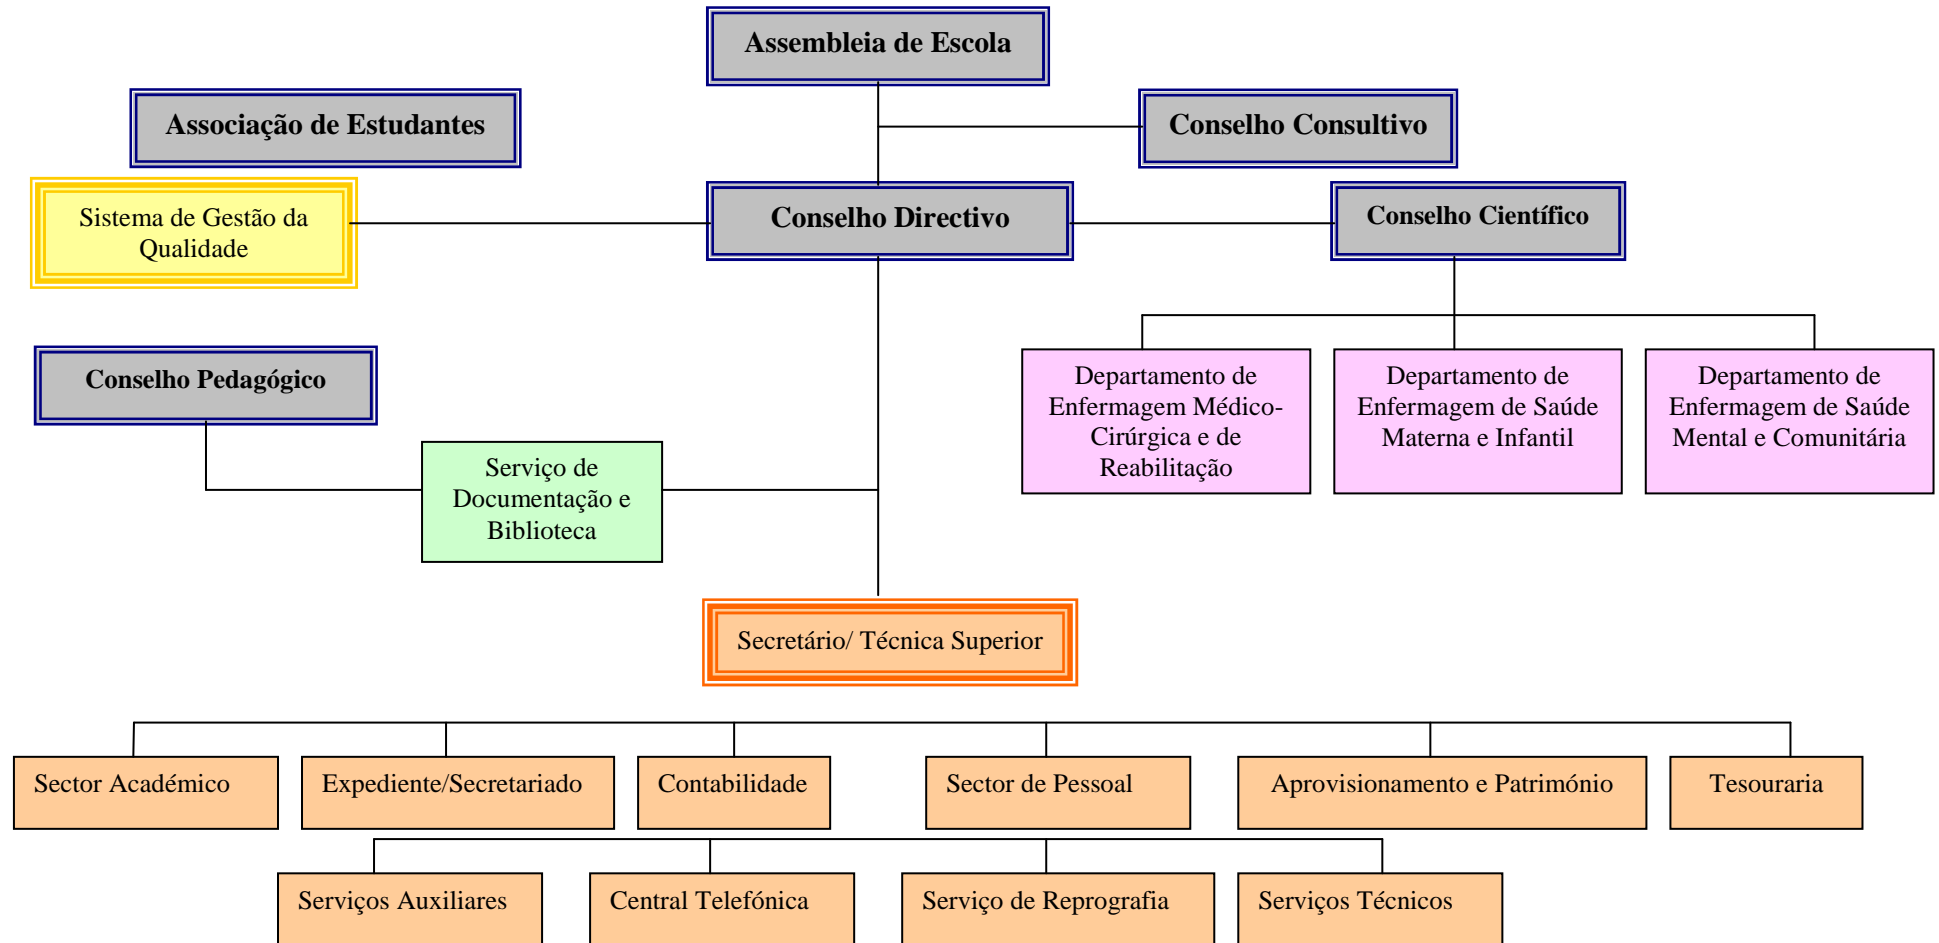 Assembleia de Escola
Associação de Estudantes
Conselho Consultivo
Sistema de Gestão da
Qualidade
Conselho Directivo
Conselho Científico
Conselho Pedagógico
Departamento de
Enfermagem Médico-
Cirúrgica e de
Reabilitação
Departamento de
Enfermagem de Saúde
Materna e Infantil
Departamento de
Enfermagem de Saúde
Mental e Comunitária
Serviço de
Documentação e
Biblioteca
Secretário/ Técnica Superior
Sector Académico
Expediente/Secretariado
Contabilidade
Sector de Pessoal
Aprovisionamento e Património
Tesouraria
Serviços Auxiliares
Central Telefónica
Serviço de Reprografia
Serviços Técnicos